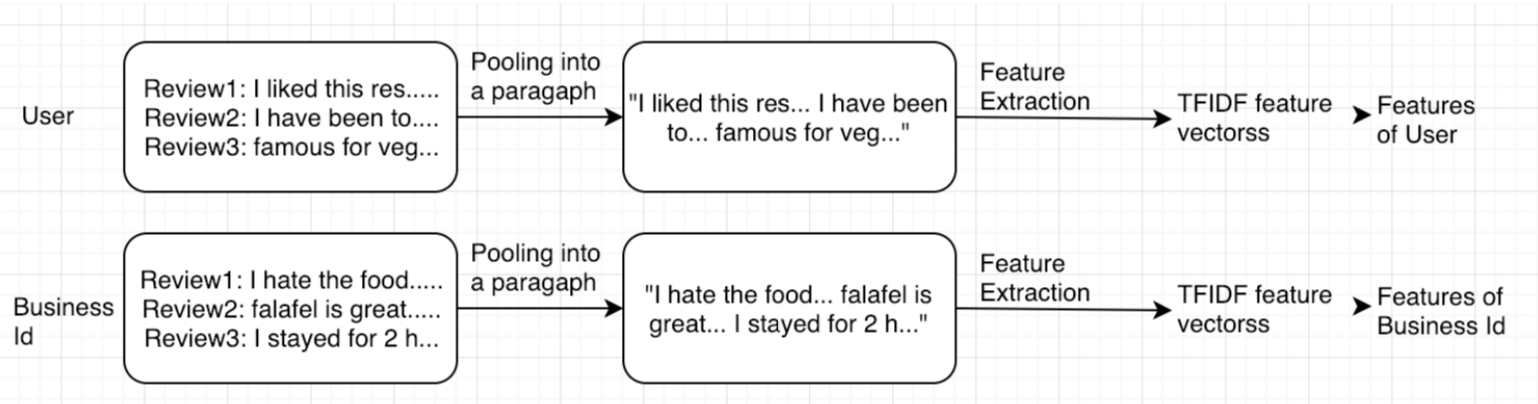 User
Review1: I liked this res.....
Review2: I have been to....
Review3: famous for veg...
Pooling into
a paragaph
"I liked this res... I have been
to... famous for veg..."
Feature
Extraction
TFIDF feature
vectorss
Features
of User
Business
Id
Review1: I hate the food.....
Review2: falafel is great.....
Review3: I stayed for 2 h...
Pooling into
a paragaph
"I hate the food... falafel is
great... I stayed for 2 h..."
Feature
Extraction
TFIDF feature
vectorss
Features of
Business Id